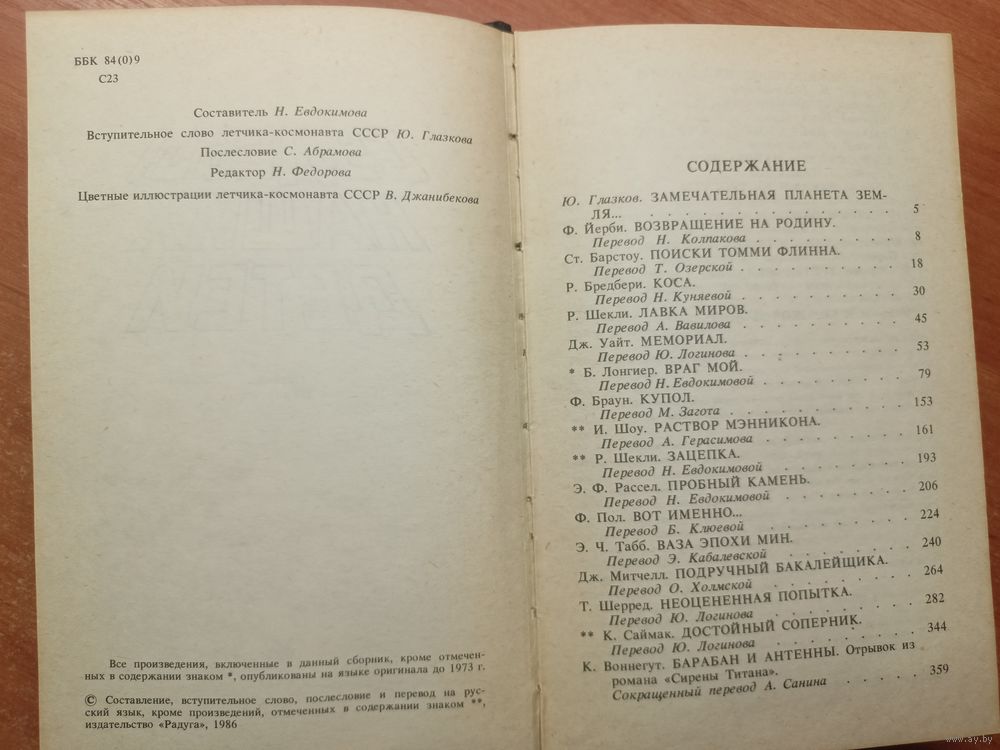 ББК 84(0)9
С23
Составитель Н. Евдокимова
Вступительное слово летчика-космонавта СССР Ю. Глазкова
Послесловие С. Абрамова
Редактор Н. Федорова
Цветные иллюстрации летчика-космонавта СССР В. Джанибекова
Все произведения, включенные в данный сборник, кроме отмечен-
ных в содержании знаком *, опубликованы на языке оригинала до 1973 г.
© Составление, вступительное слово, послесловие и перевод на рус-
ский язык, кроме произведений, отмеченных в содержании знаком **,
издательство «Радуга», 1986
СОДЕРЖАНИЕ
Ю. Глазков. ЗАМЕЧАТЕЛЬНАЯ ПЛАНЕТА ЗЕМ-
ЛЯ... . . . . . . . . . . . . . . . 5
Ф. Йерби. ВОЗВРАЩЕНИЕ НА РОДИНУ.
Перевод Н. Колпакова . . . . . . . . . 8
Ст. Барстоу. ПОИСКИ ТОММИ ФЛИННА.
Перевод Т. Озерской . . . . . . . . . . 18
Р. Бредбери. КОСА.
Перевод Н. Куняевой . . . . . . . . . . 30
Р. Шекли. ЛАВКА МИРОВ.
Перевод А. Вавилова . . . . . . . . . . 45
Дж. Уайт. МЕМОРИАЛ.
Перевод Ю. Логинова . . . . . . . . . . 53
* Б. Лонгиер. ВРАГ МОЙ.
Перевод Н. Евдокимовой . . . . . . . . . 79
Ф. Браун. КУПОЛ.
Перевод М. Загота . . . . . . . . . . . 153
** И. Шоу. РАСТВОР МЭННИКОНА.
Перевод А. Герасимова . . . . . . . . . 161
** Р. Шекли. ЗАЦЕПКА.
Перевод Н. Евдокимовой . . . . . . . . 193
Э. Ф. Рассел. ПРОБНЫЙ КАМЕНЬ.
Перевод Н. Евдокимовой . . . . . . . . 206
Ф. Пол. ВОТ ИМЕННО...
Перевод Б. Клюевой . . . . . . . . . 224
Э. Ч. Табб. ВАЗА ЭПОХИ МИН.
Перевод Э. Кабалевской . . . . . . . . 240
Дж. Митчелл. ПОДРУЧНЫЙ БАКАЛЕЙЩИКА.
Перевод О. Холмской . . . . . . . . . 264
Т. Шерред. НЕОЦЕНЕННАЯ ПОПЫТКА.
Перевод Ю. Логинова . . . . . . . . . 282
** К. Саймак. ДОСТОЙНЫЙ СОПЕРНИК.
Перевод Ю. Логинова . . . . . . . . . 344
К. Воннегут. БАРАБАН И АНТЕННЫ. Отрывок из
романа «Сирены Титана».
Сокращенный перевод А. Санина . . . . . 359
www.ay.by